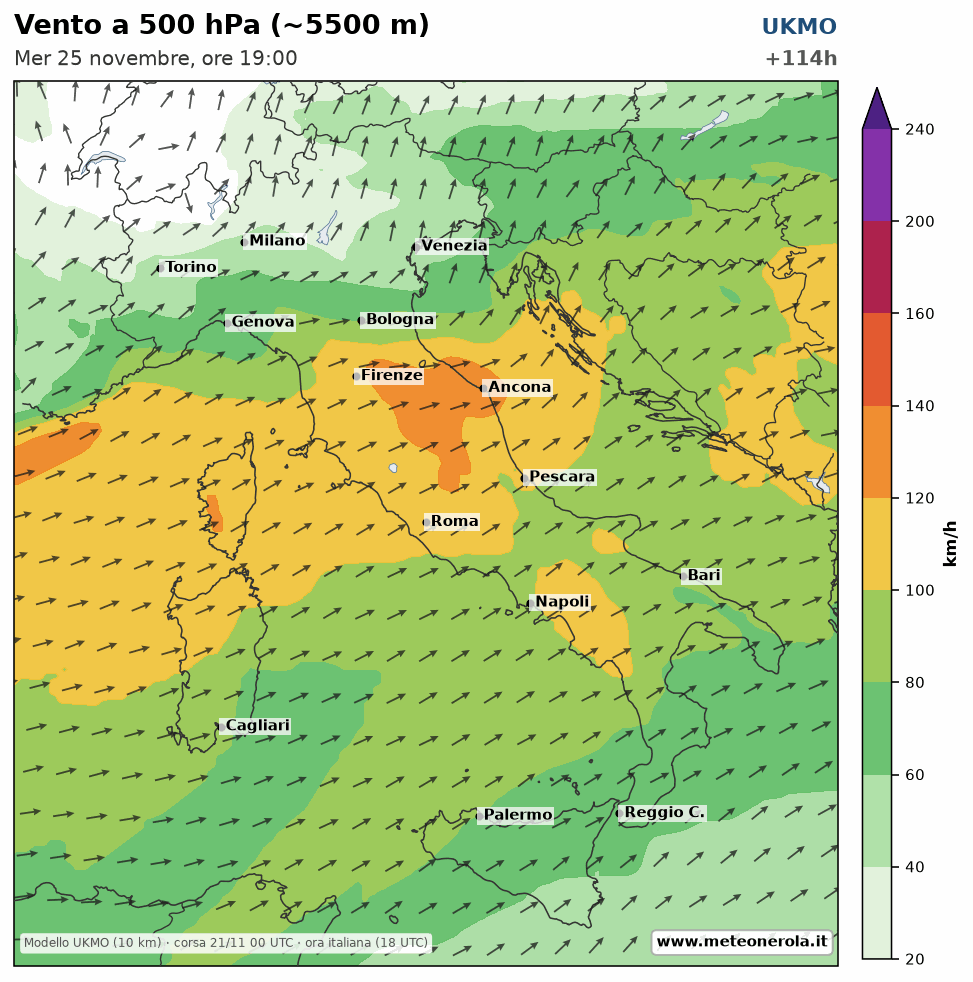 Vento a 500 hPa (~5500 m)
UKMO
Mer 25 novembre, ore 19:00
+114h
Milano
Venezia
Torino
Genova
Bologna
Firenze
Ancona
Pescara
Roma
Bari
Napoli
Cagliari
Palermo
Reggio C.
240
200
160
140
120
100
80
60
40
20
km/h
Modello UKMO (10 km) · corsa 21/11 00 UTC · ora italiana (18 UTC)
www.meteonerola.it